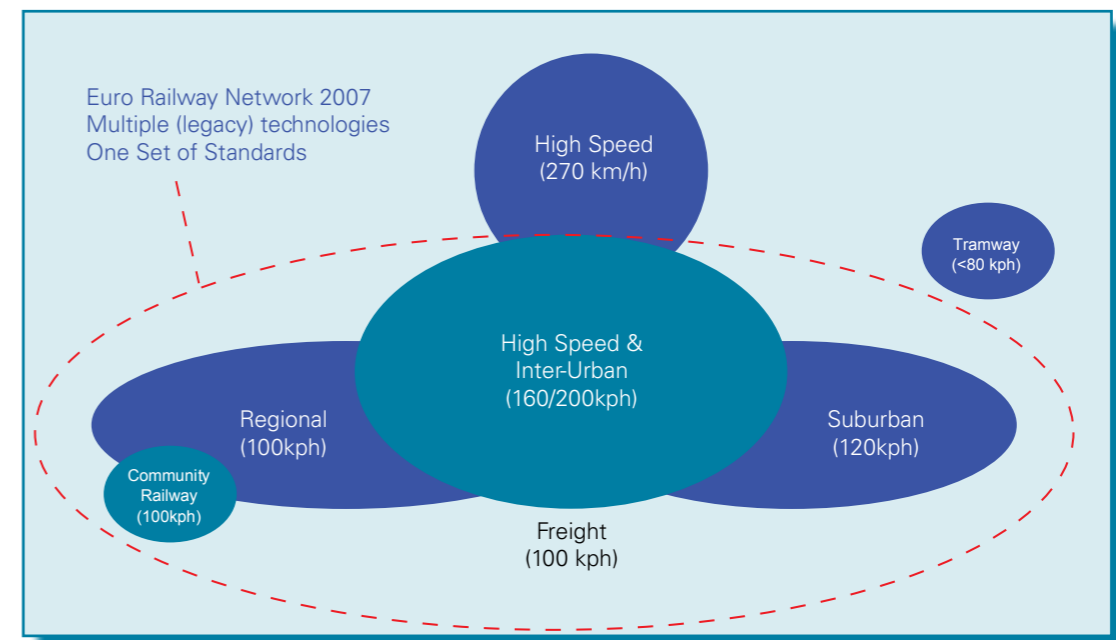 Euro Railway Network 2007
Multiple (legacy) technologies
One Set of Standards
High Speed
(270 km/h)
Tramway
(<80 kph)
High Speed &
Inter-Urban
(160/200kph)
Regional
(100kph)
Suburban
(120kph)
Community
Railway
(100kph)
Freight
(100 kph)